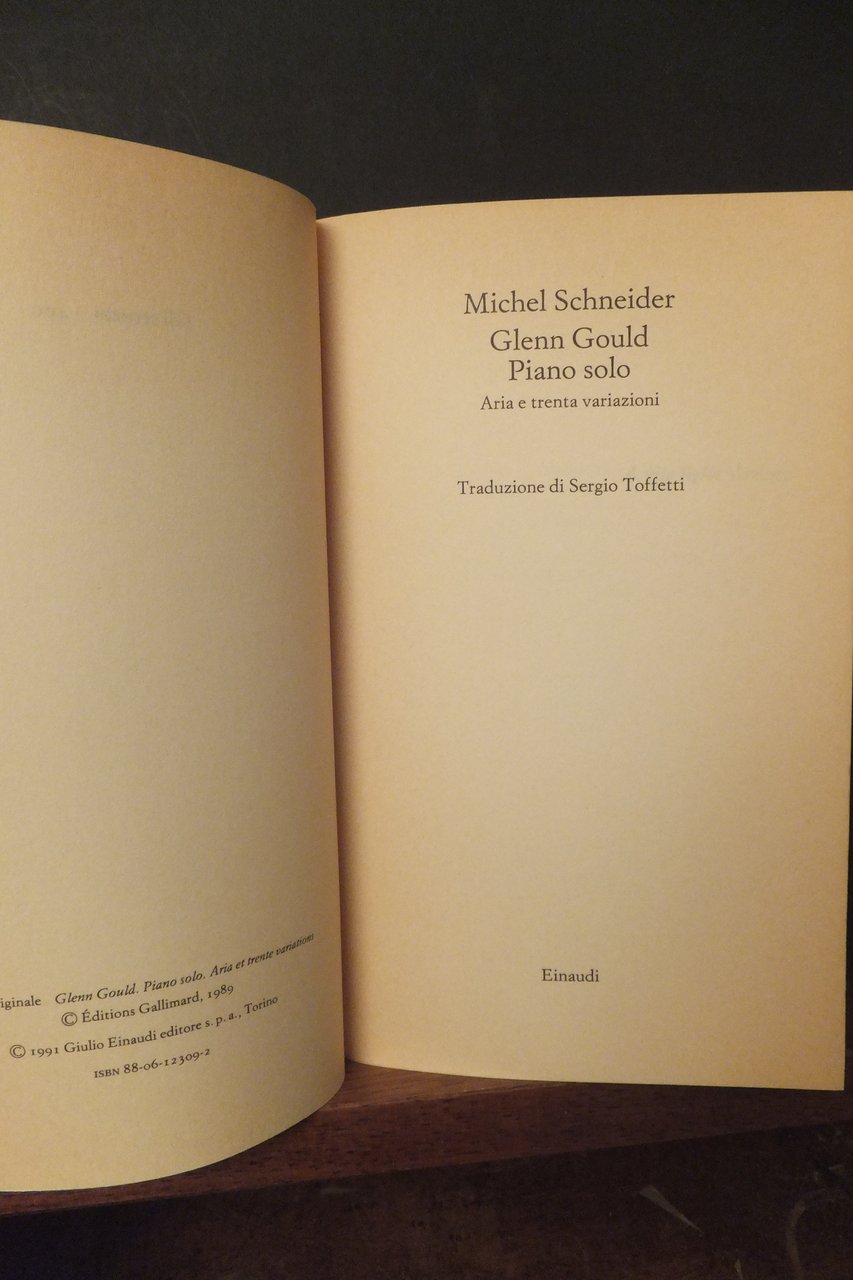 iginale Glenn Gould. Piano solo. Aria et trente variations
© Éditions Gallimard, 1989
© 1991 Giulio Einaudi editore s. p. a., Torino
ISBN 88-06-12309-2
Michel Schneider
Glenn Gould
Piano solo
Aria e trenta variazioni
Traduzione di Sergio Toffetti
Einaudi